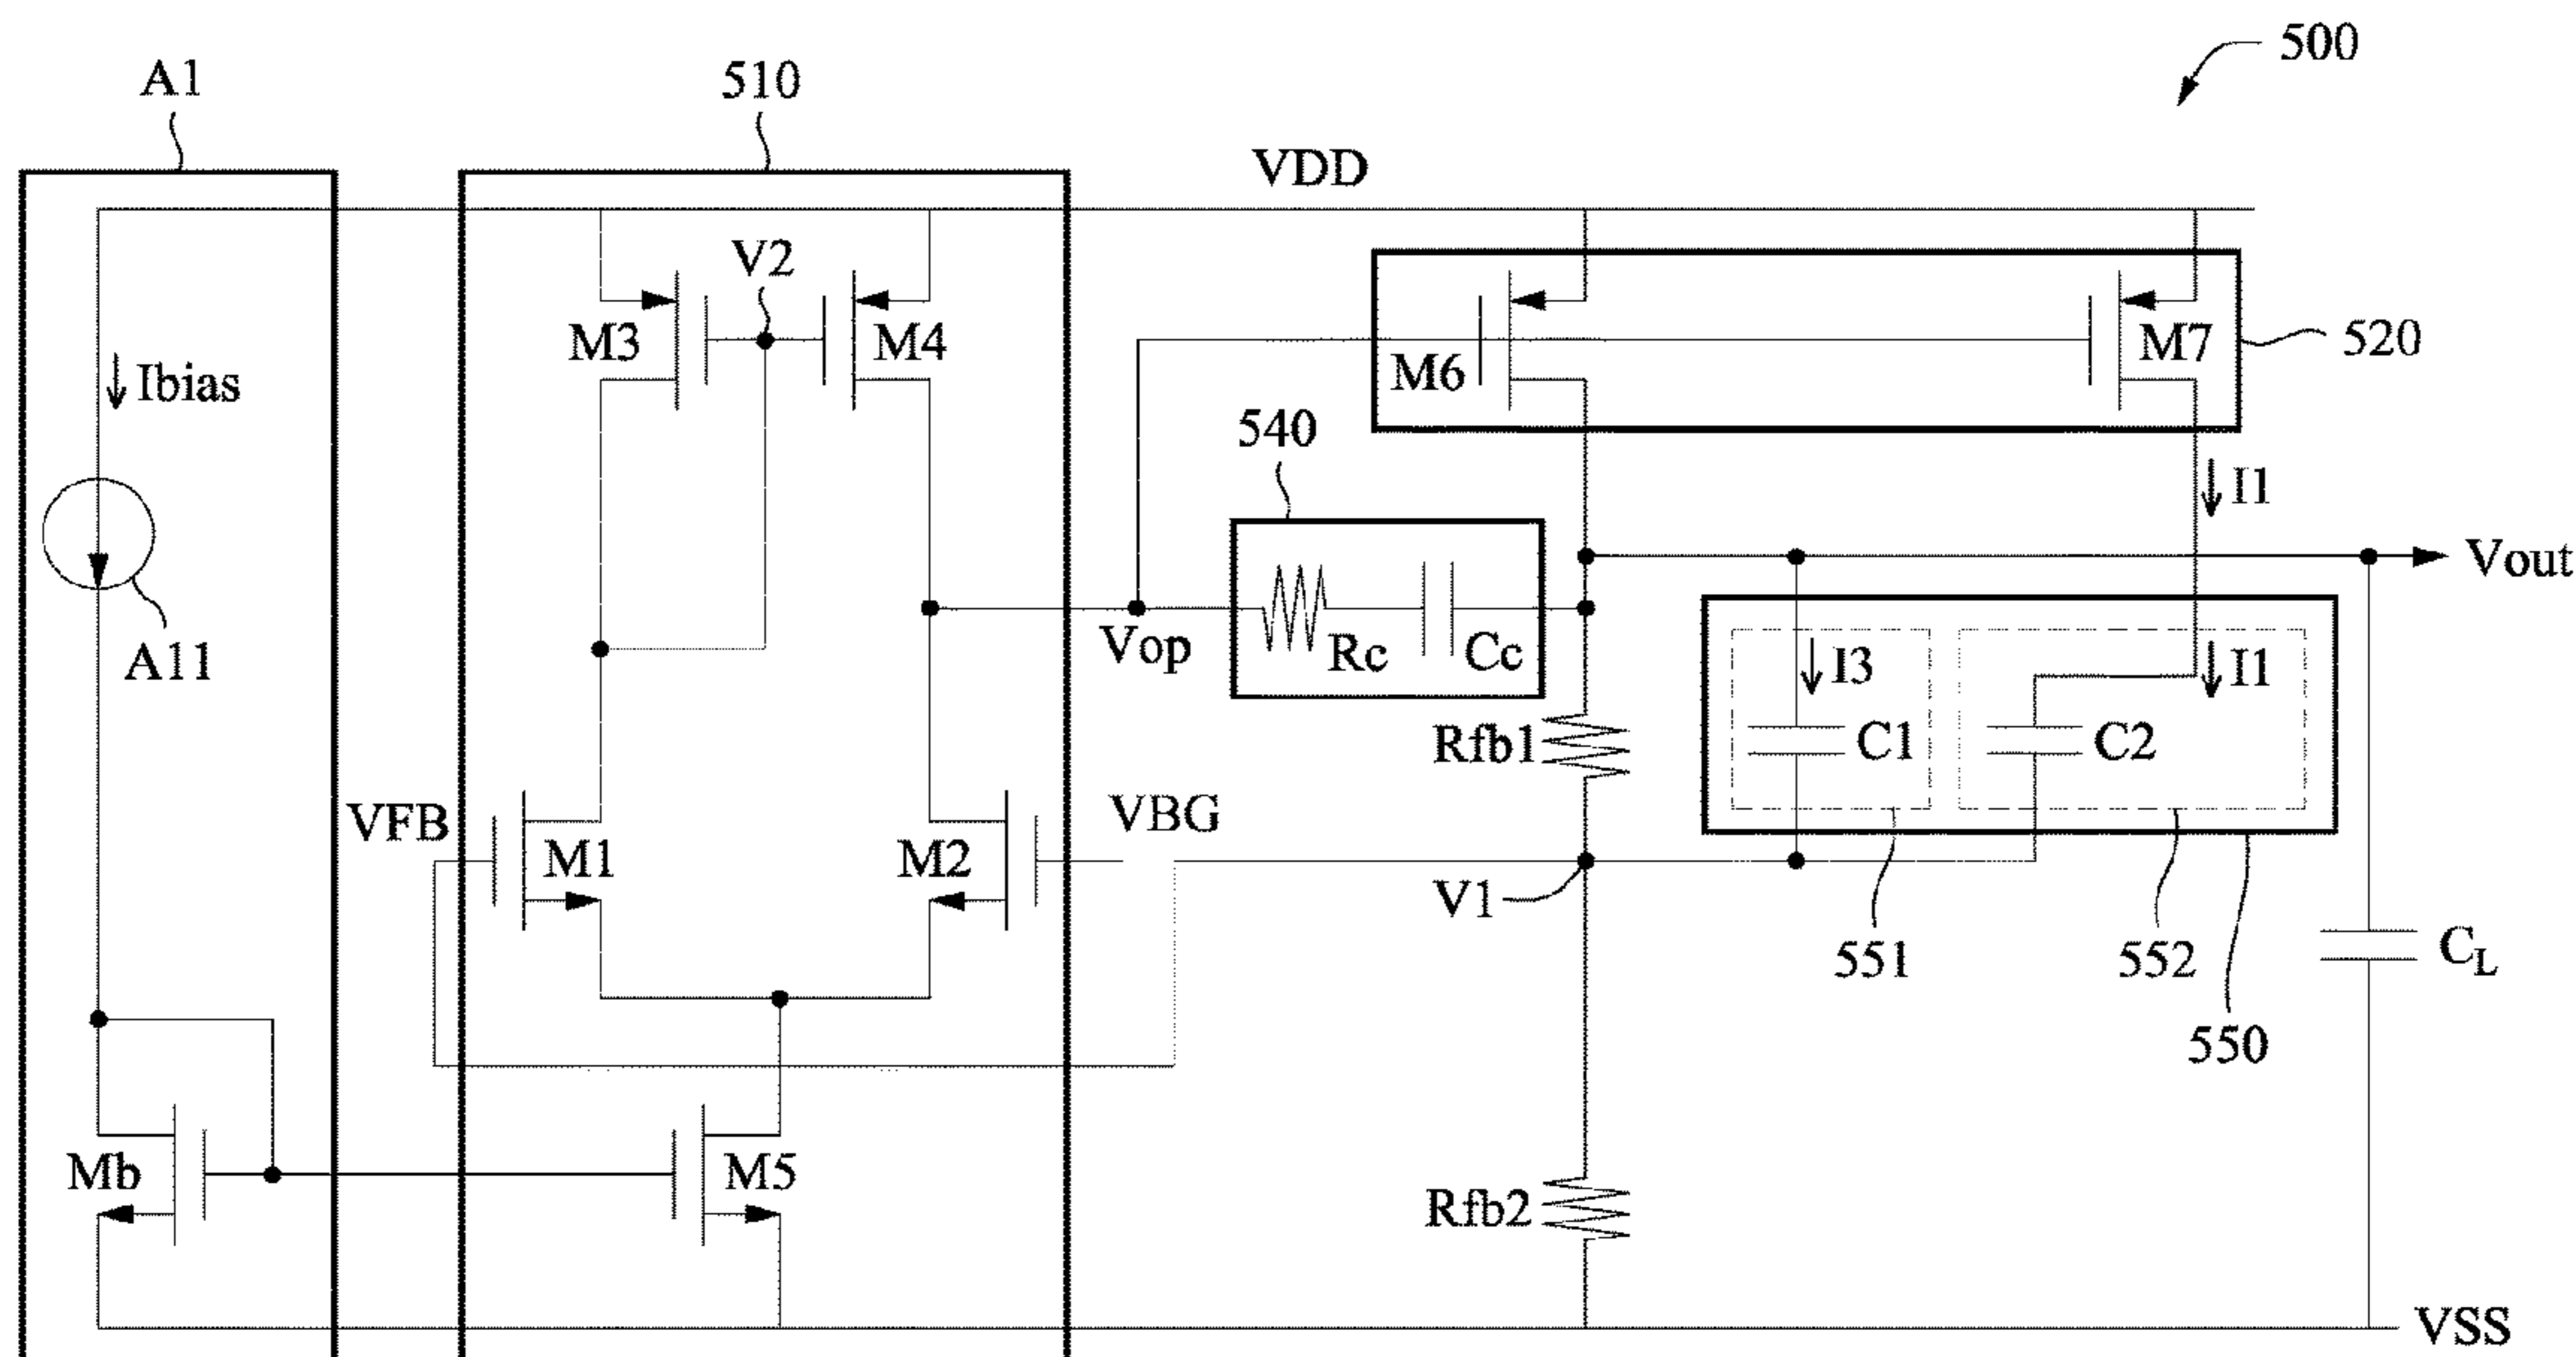 500
A1
510
VDD
V2
M3
M4
M6
M7
520
Ibias
540
I1
Vout
A11
Vop
Rc
Cc
I3
I1
Rfb1
C1
C2
VFB
M1
M2
VBG
V1
551
552
CL
550
Mb
M5
Rfb2
VSS